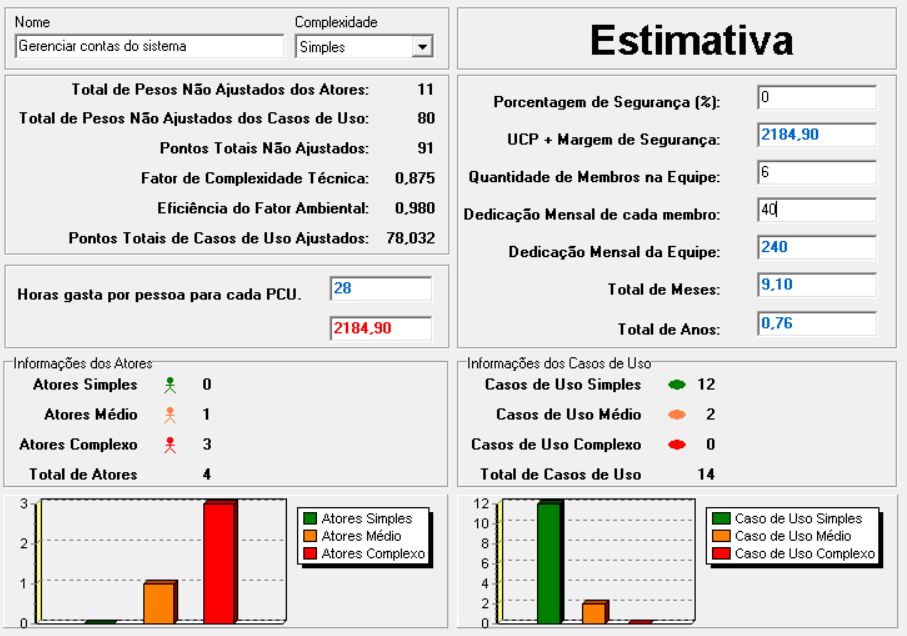 Nome
Complexidade
Gerenciar contas do sistema
Simples
Estimativa
Total de Pesos Não Ajustados dos Atores: 11
Total de Pesos Não Ajustados dos Casos de Uso: 80
Pontos Totais Não Ajustados: 91
Fator de Complexidade Técnica: 0,875
Eficiência do Fator Ambiental: 0,980
Pontos Totais de Casos de Uso Ajustados: 78,032
Porcentagem de Segurança (%): 0
UCP + Margem de Segurança: 2184,90
Quantidade de Membros na Equipe: 6
Dedicação Mensal de cada membro: 40
Dedicação Mensal da Equipe: 240
Total de Meses: 9,10
Total de Anos: 0,76
Horas gasta por pessoa para cada PCU. 28
2184,90
Informações dos Atores
Atores Simples 0
Atores Médio 1
Atores Complexo 3
Total de Atores 4
Informações dos Casos de Uso
Casos de Uso Simples 12
Casos de Uso Médio 2
Casos de Uso Complexo 0
Total de Casos de Uso 14
3
2
1
0
Atores Simples
Atores Médio
Atores Complexo
12
10
8
6
4
2
0
Caso de Uso Simples
Caso de Uso Médio
Caso de Uso Complexo